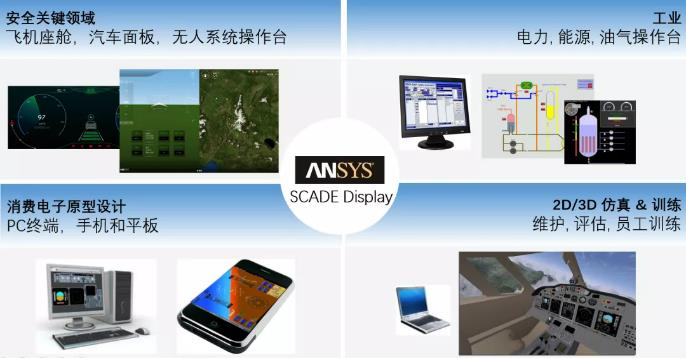 安全关键领域
飞机座舱，汽车面板，无人系统操作台
工业
电力, 能源, 油气操作台
97
ANSYS
SCADE Display
消费电子原型设计
PC终端，手机和平板
2D/3D 仿真 & 训练
维护, 评估, 员工训练